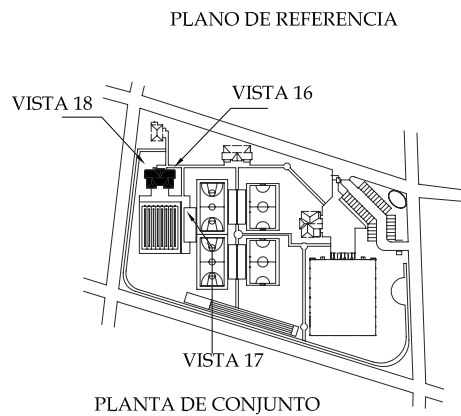 PLANO DE REFERENCIA
VISTA 16
VISTA 18
VISTA 17
PLANTA DE CONJUNTO